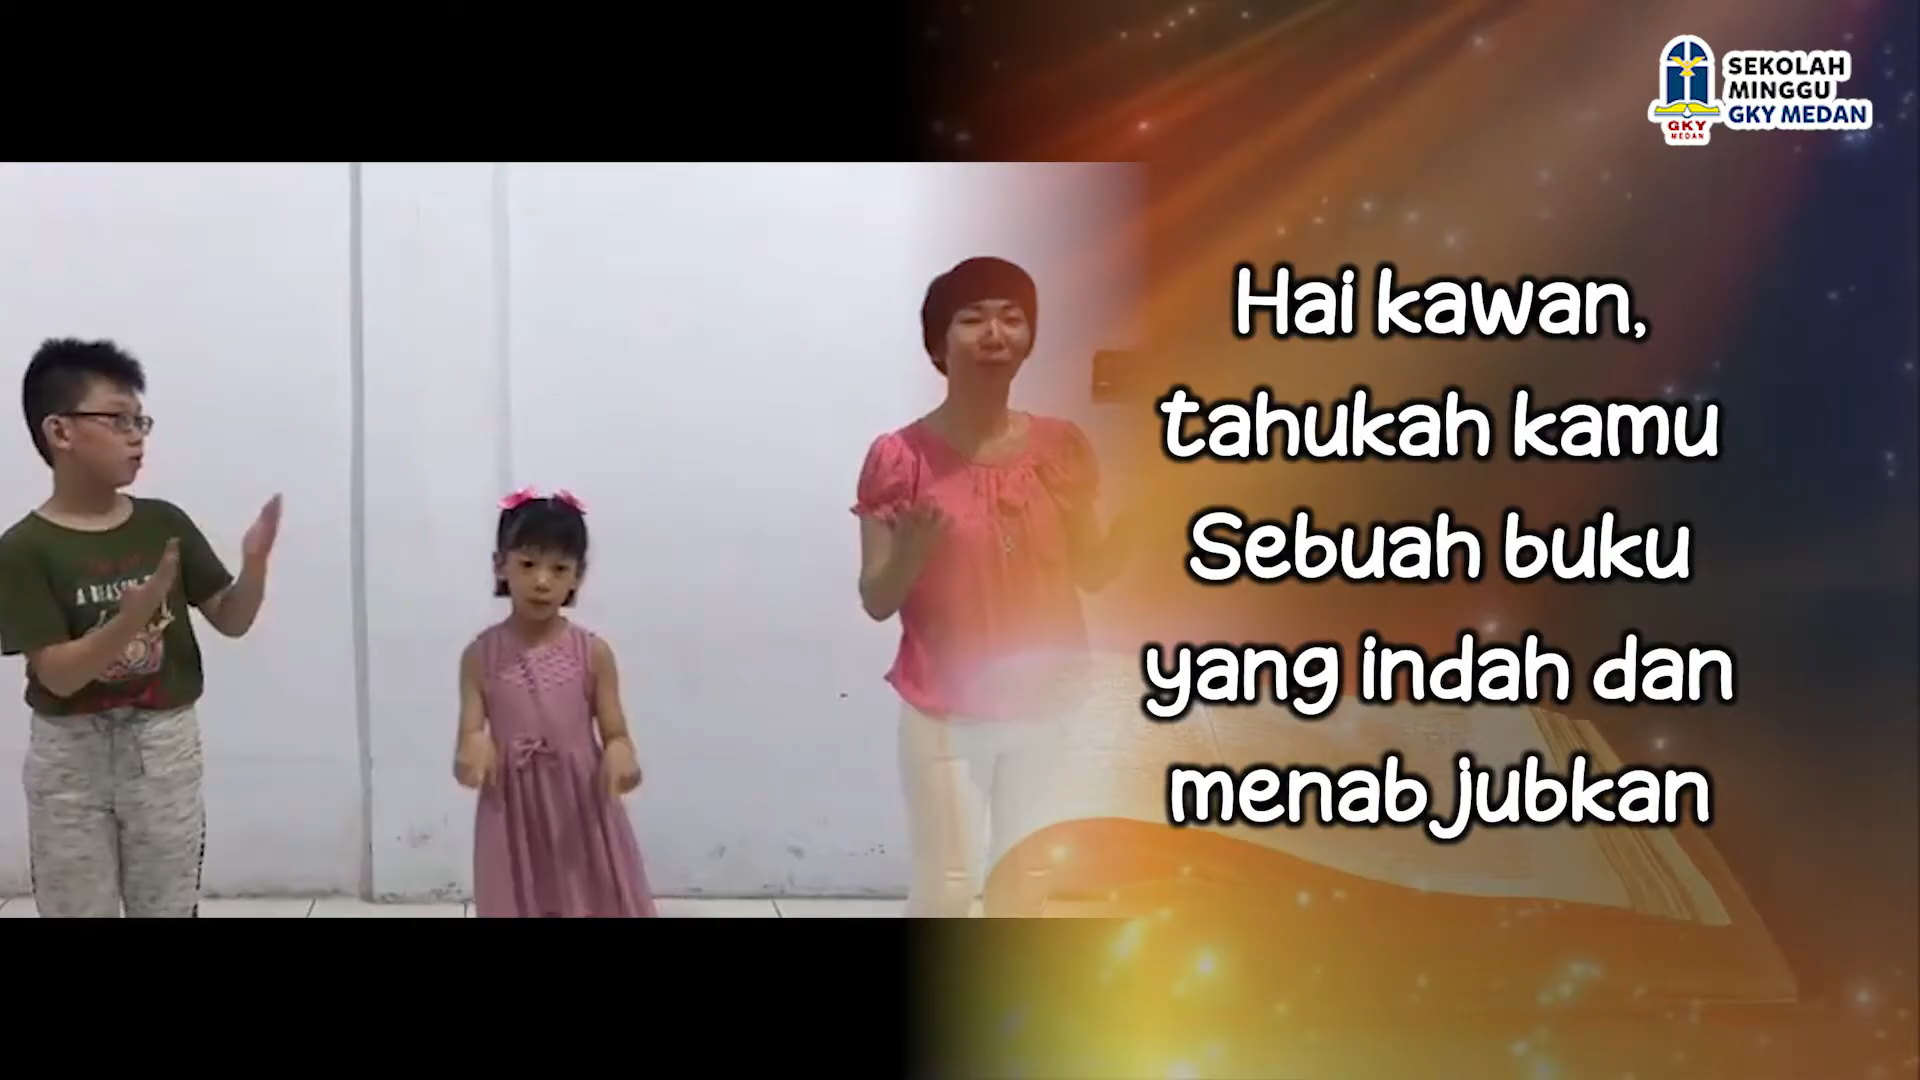 SEKOLAH
MINGGU
GKY MEDAN
GKY
MEDAN
Hai kawan,
tahukah kamu
Sebuah buku
yang indah dan
menabjubkan